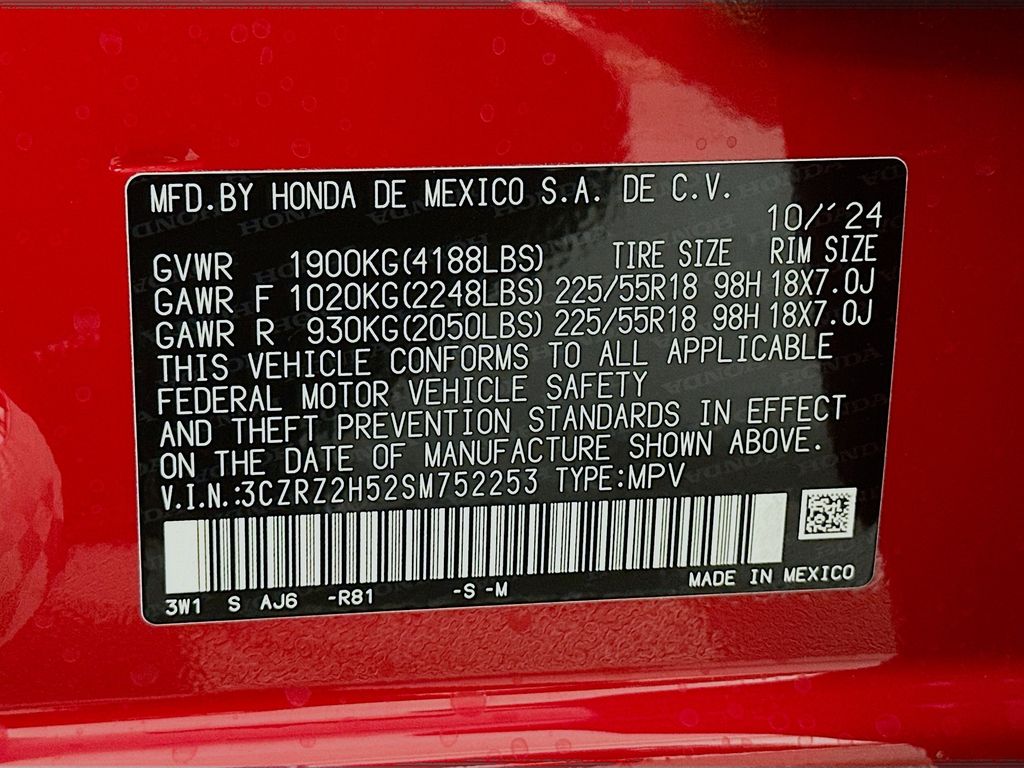 MFD.BY HONDA DE MEXICO S.A. DE C.V.
10/´24
GVWR 1900KG(4188LBS) TIRE SIZE RIM SIZE
GAWR F 1020KG(2248LBS) 225/55R18 98H 18X7.0J
GAWR R 930KG(2050LBS) 225/55R18 98H 18X7.0J
THIS VEHICLE CONFORMS TO ALL APPLICABLE
FEDERAL MOTOR VEHICLE SAFETY
AND THEFT PREVENTION STANDARDS IN EFFECT
ON THE DATE OF MANUFACTURE SHOWN ABOVE.
V.I.N.:3CZRZ2H52SM752253 TYPE:MPV
MADE IN MEXICO
3W1 S AJ6 -R81 -S -M